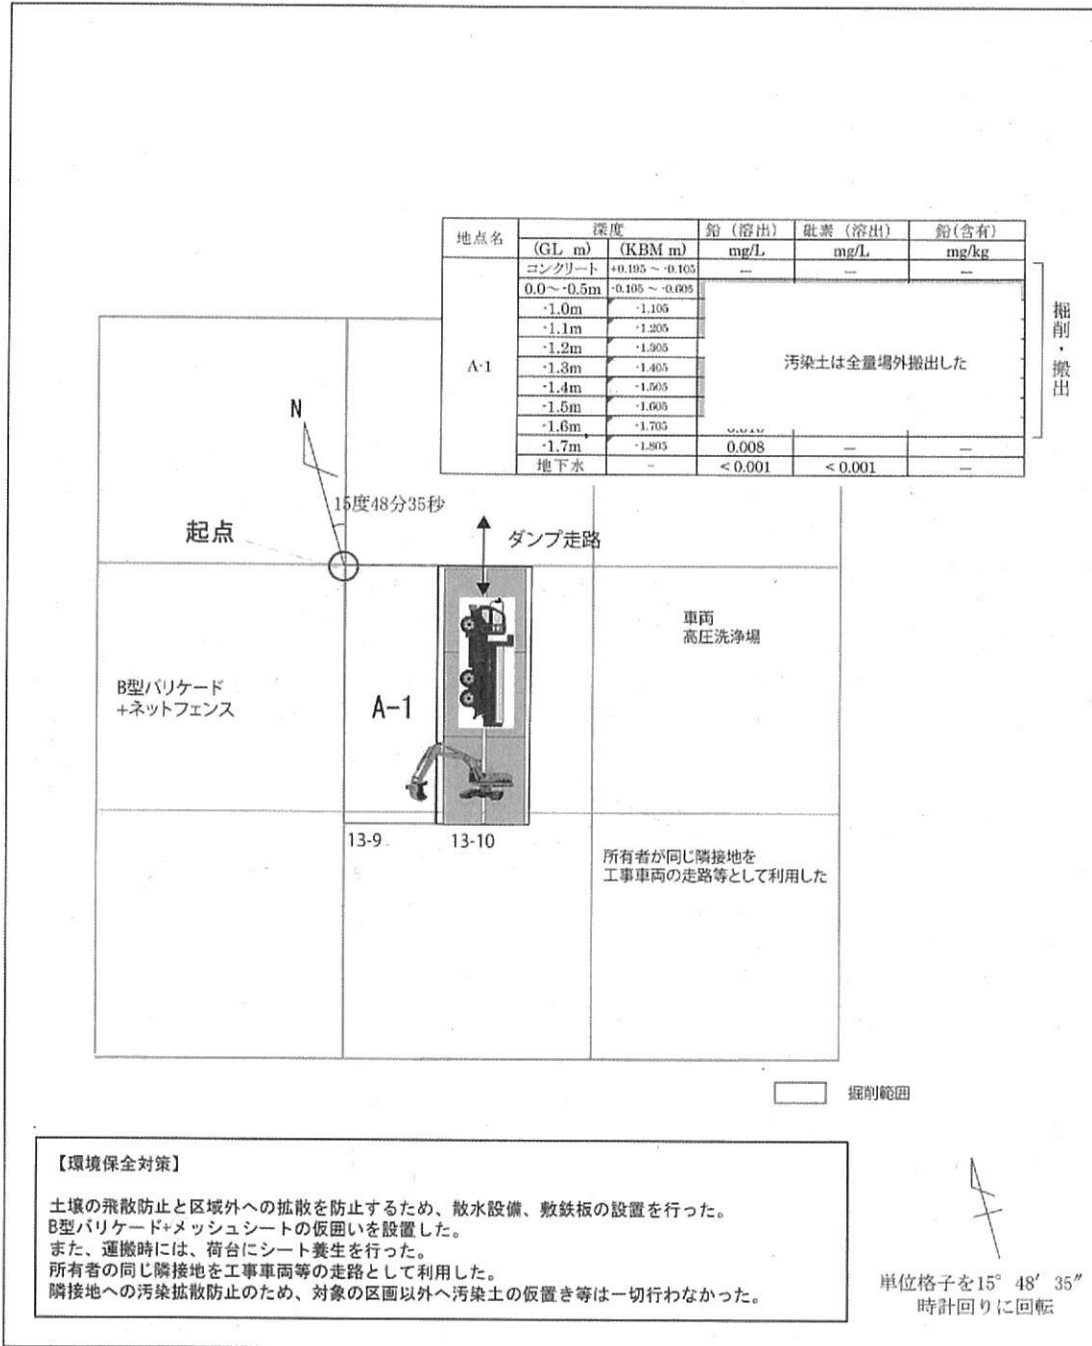 地点名 深度 鉛（溶出） 砒素（溶出） 鉛(含有)
(GL m) (KBM m) mg/L mg/L mg/kg
コンクリート +0.195 ~ -0.105 — — —
0.0~-0.5m -0.105 ~ -0.605
-1.0m -1.105
-1.1m -1.205
-1.2m -1.305
A-1 -1.3m -1.405 汚染土は全量場外搬出した
-1.4m -1.505
-1.5m -1.605
-1.6m -1.705
-1.7m -1.805 0.008 — —
地下水 - < 0.001 < 0.001 —
掘削・搬出
N
15度48分35秒
起点
ダンプ走路
車両
高圧洗浄場
B型バリケード
+ネットフェンス
A-1
13-9 13-10
所有者が同じ隣接地を
工事車両の走路等として利用した
掘削範囲
【環境保全対策】
土壌の飛散防止と区域外への拡散を防止するため、散水設備、敷鉄板の設置を行った。
B型バリケード+メッシュシートの仮囲いを設置した。
また、運搬時には、荷台にシート養生を行った。
所有者の同じ隣接地を工事車両等の走路として利用した。
隣接地への汚染拡散防止のため、対象の区画以外へ汚染土の仮置き等は一切行わなかった。
単位格子を15° 48′ 35″
時計回りに回転